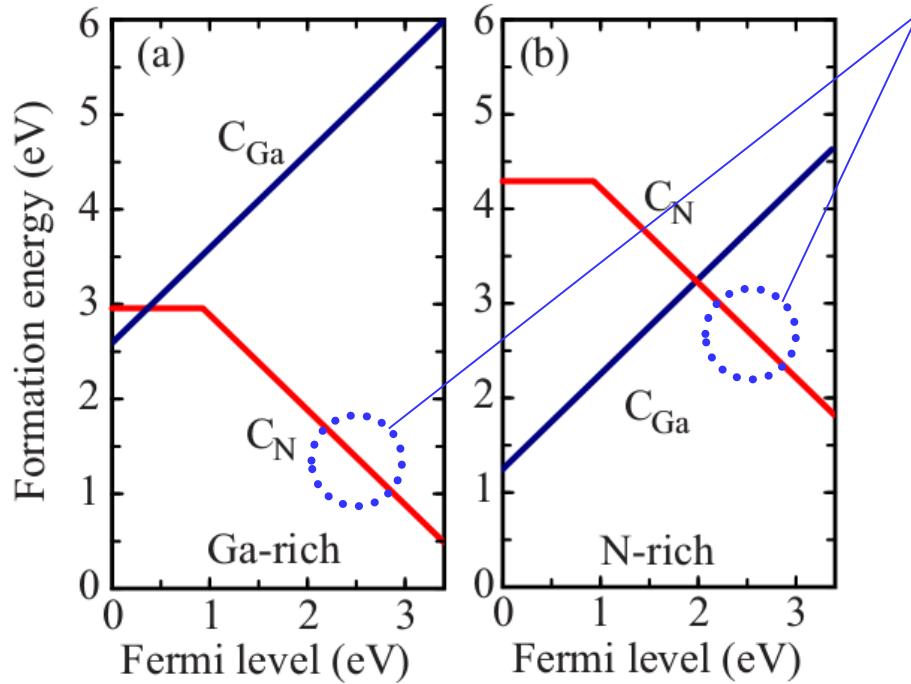 (a)
(b)
Formation energy (eV)
6
5
4
3
2
1
0
C_Ga
C_N
Ga-rich
0
1
2
3
Fermi level (eV)
6
5
4
3
2
1
0
C_N
C_Ga
N-rich
0
1
2
3
Fermi level (eV)